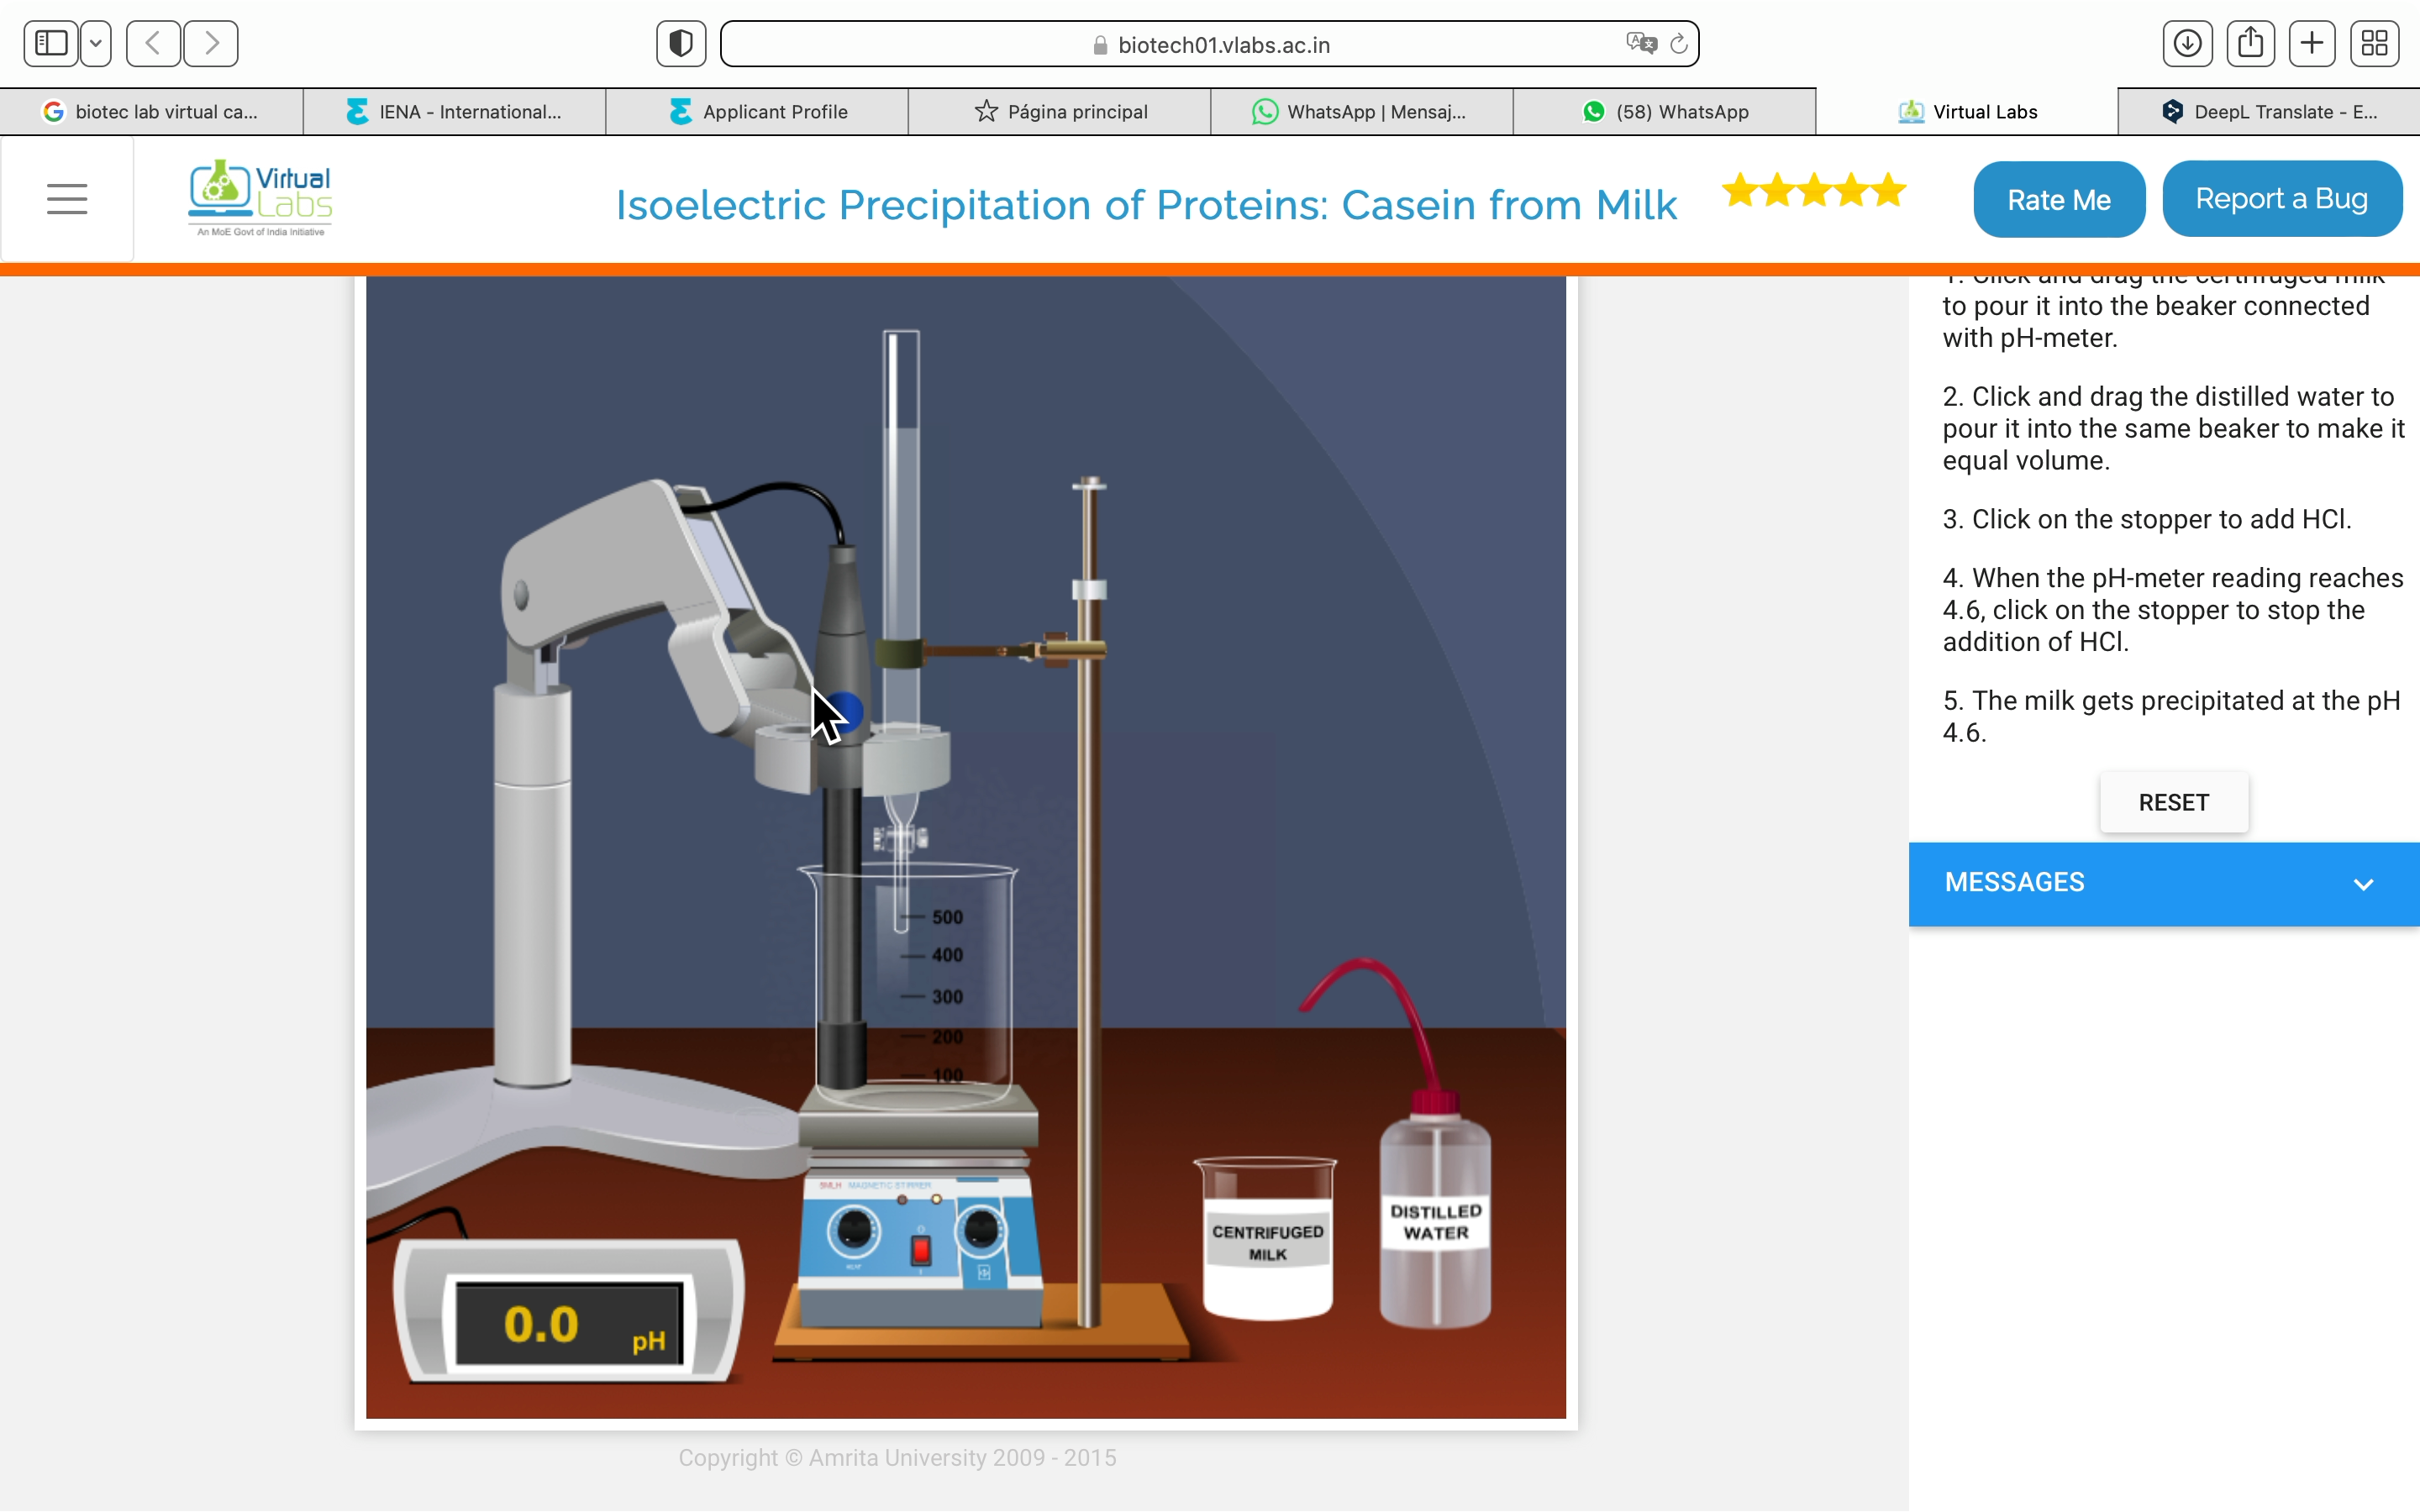 biotech01.vlabs.ac.in
biotec lab virtual ca...
IENA - International...
Applicant Profile
Página principal
WhatsApp | Mensaj...
(58) WhatsApp
Virtual Labs
DeepL Translate - E...
Virtual
Labs
An MoE Govt of India Initiative
Isoelectric Precipitation of Proteins: Casein from Milk
Rate Me
Report a Bug
to pour it into the beaker connected
with pH-meter.
2. Click and drag the distilled water to
pour it into the same beaker to make it
equal volume.
3. Click on the stopper to add HCl.
4. When the pH-meter reading reaches
4.6, click on the stopper to stop the
addition of HCl.
5. The milk gets precipitated at the pH
4.6.
RESET
MESSAGES
500
400
300
200
100
MAGNETIC STIRRER
CENTRIFUGED
MILK
DISTILLED
WATER
0.0 pH
Copyright © Amrita University 2009 - 2015